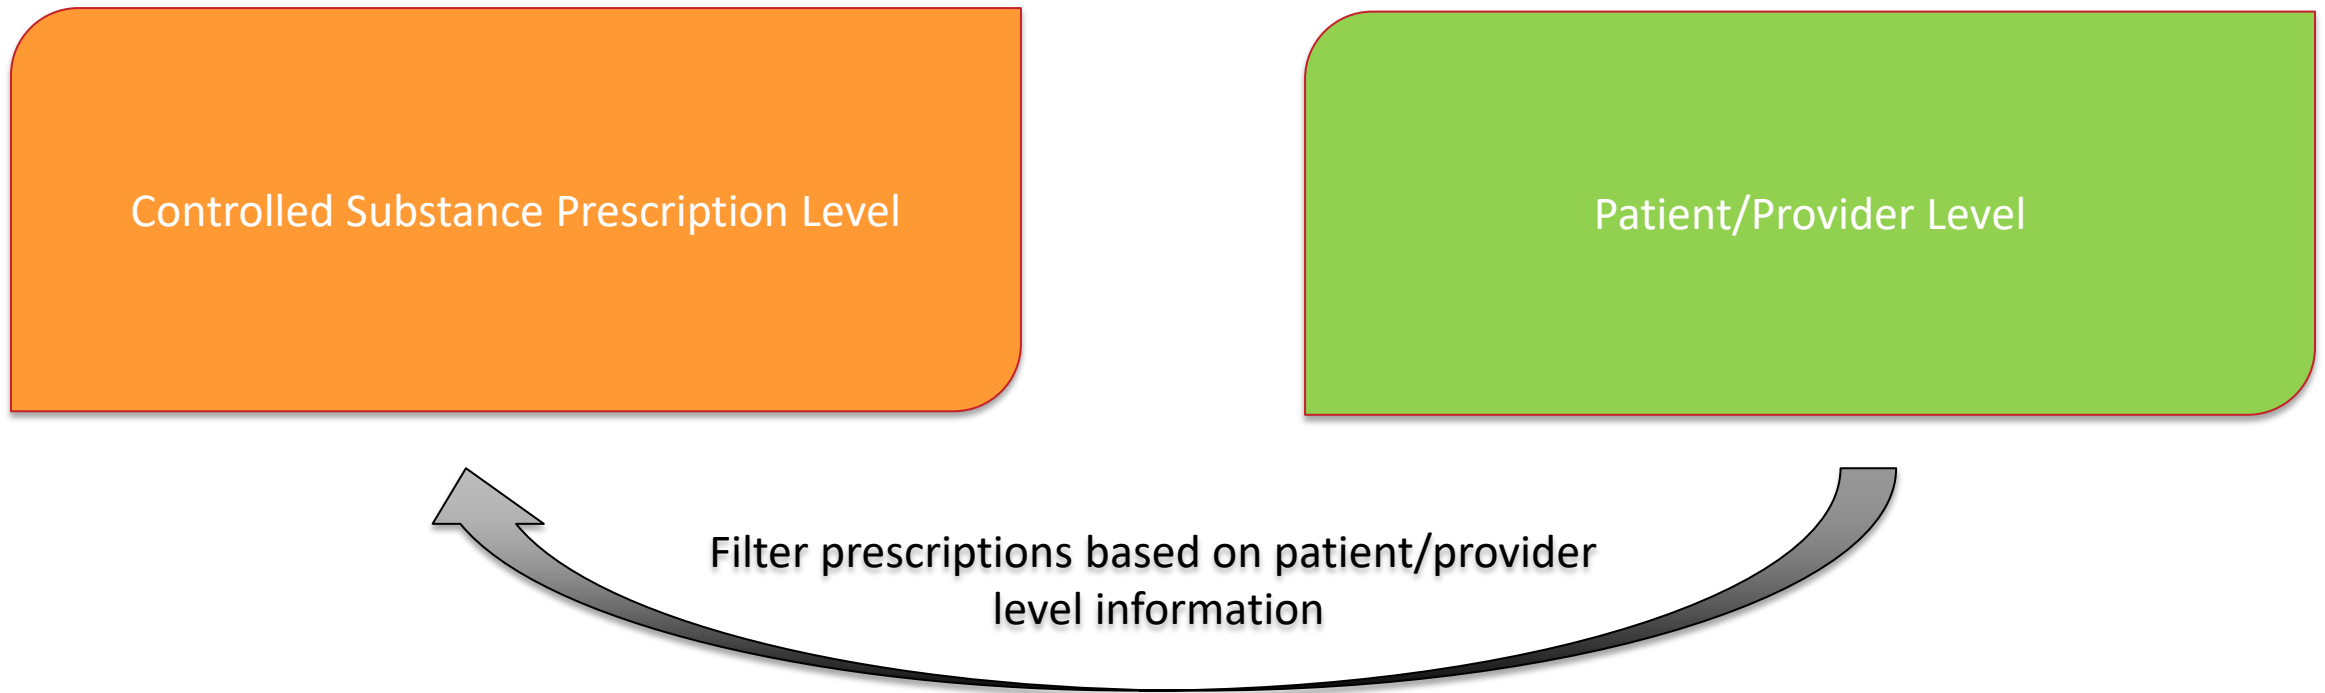 Controlled Substance Prescription Level
Patient/Provider Level
Filter prescriptions based on patient/provider
level information